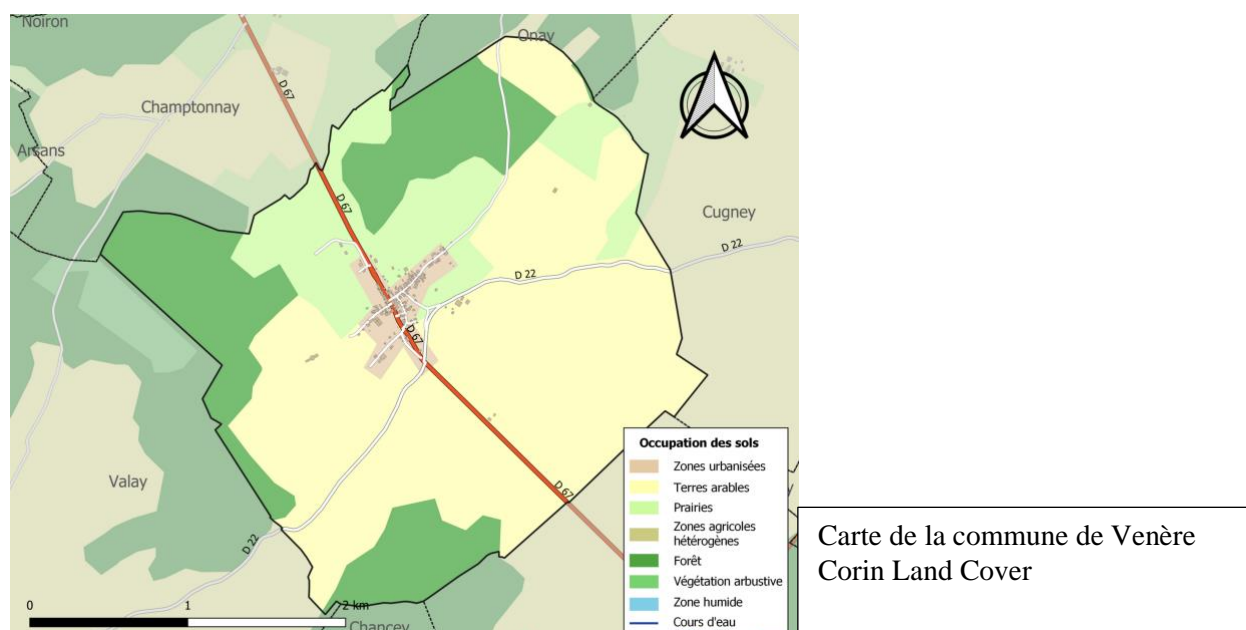 Noiron
Onay
D 67
Champtonnay
Arsans
D 67
Cugney
D 22
D 22
D 67
Occupation des sols
Zones urbanisées
Terres arables
Prairies
Zones agricoles
hétérogènes
Forêt
Végétation arbustive
Zone humide
Cours d'eau
Valay
D 67
D 22
0 1 2 km
Chancey
Carte de la commune de Venère
Corin Land Cover